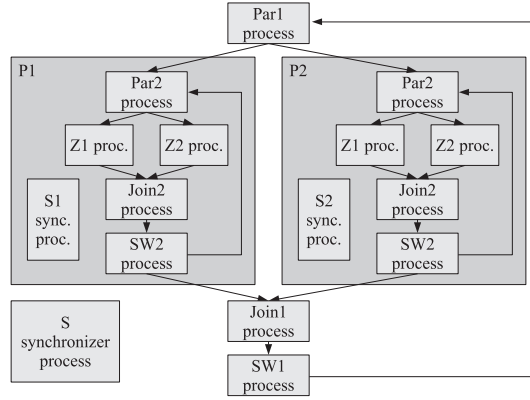 Par1
process
P1
Par2
process
Z1 proc.
Z2 proc.
S1
sync.
proc.
Join2
process
SW2
process
P2
Par2
process
Z1 proc.
Z2 proc.
S2
sync.
proc.
Join2
process
SW2
process
S
synchronizer
process
Join1
process
SW1
process